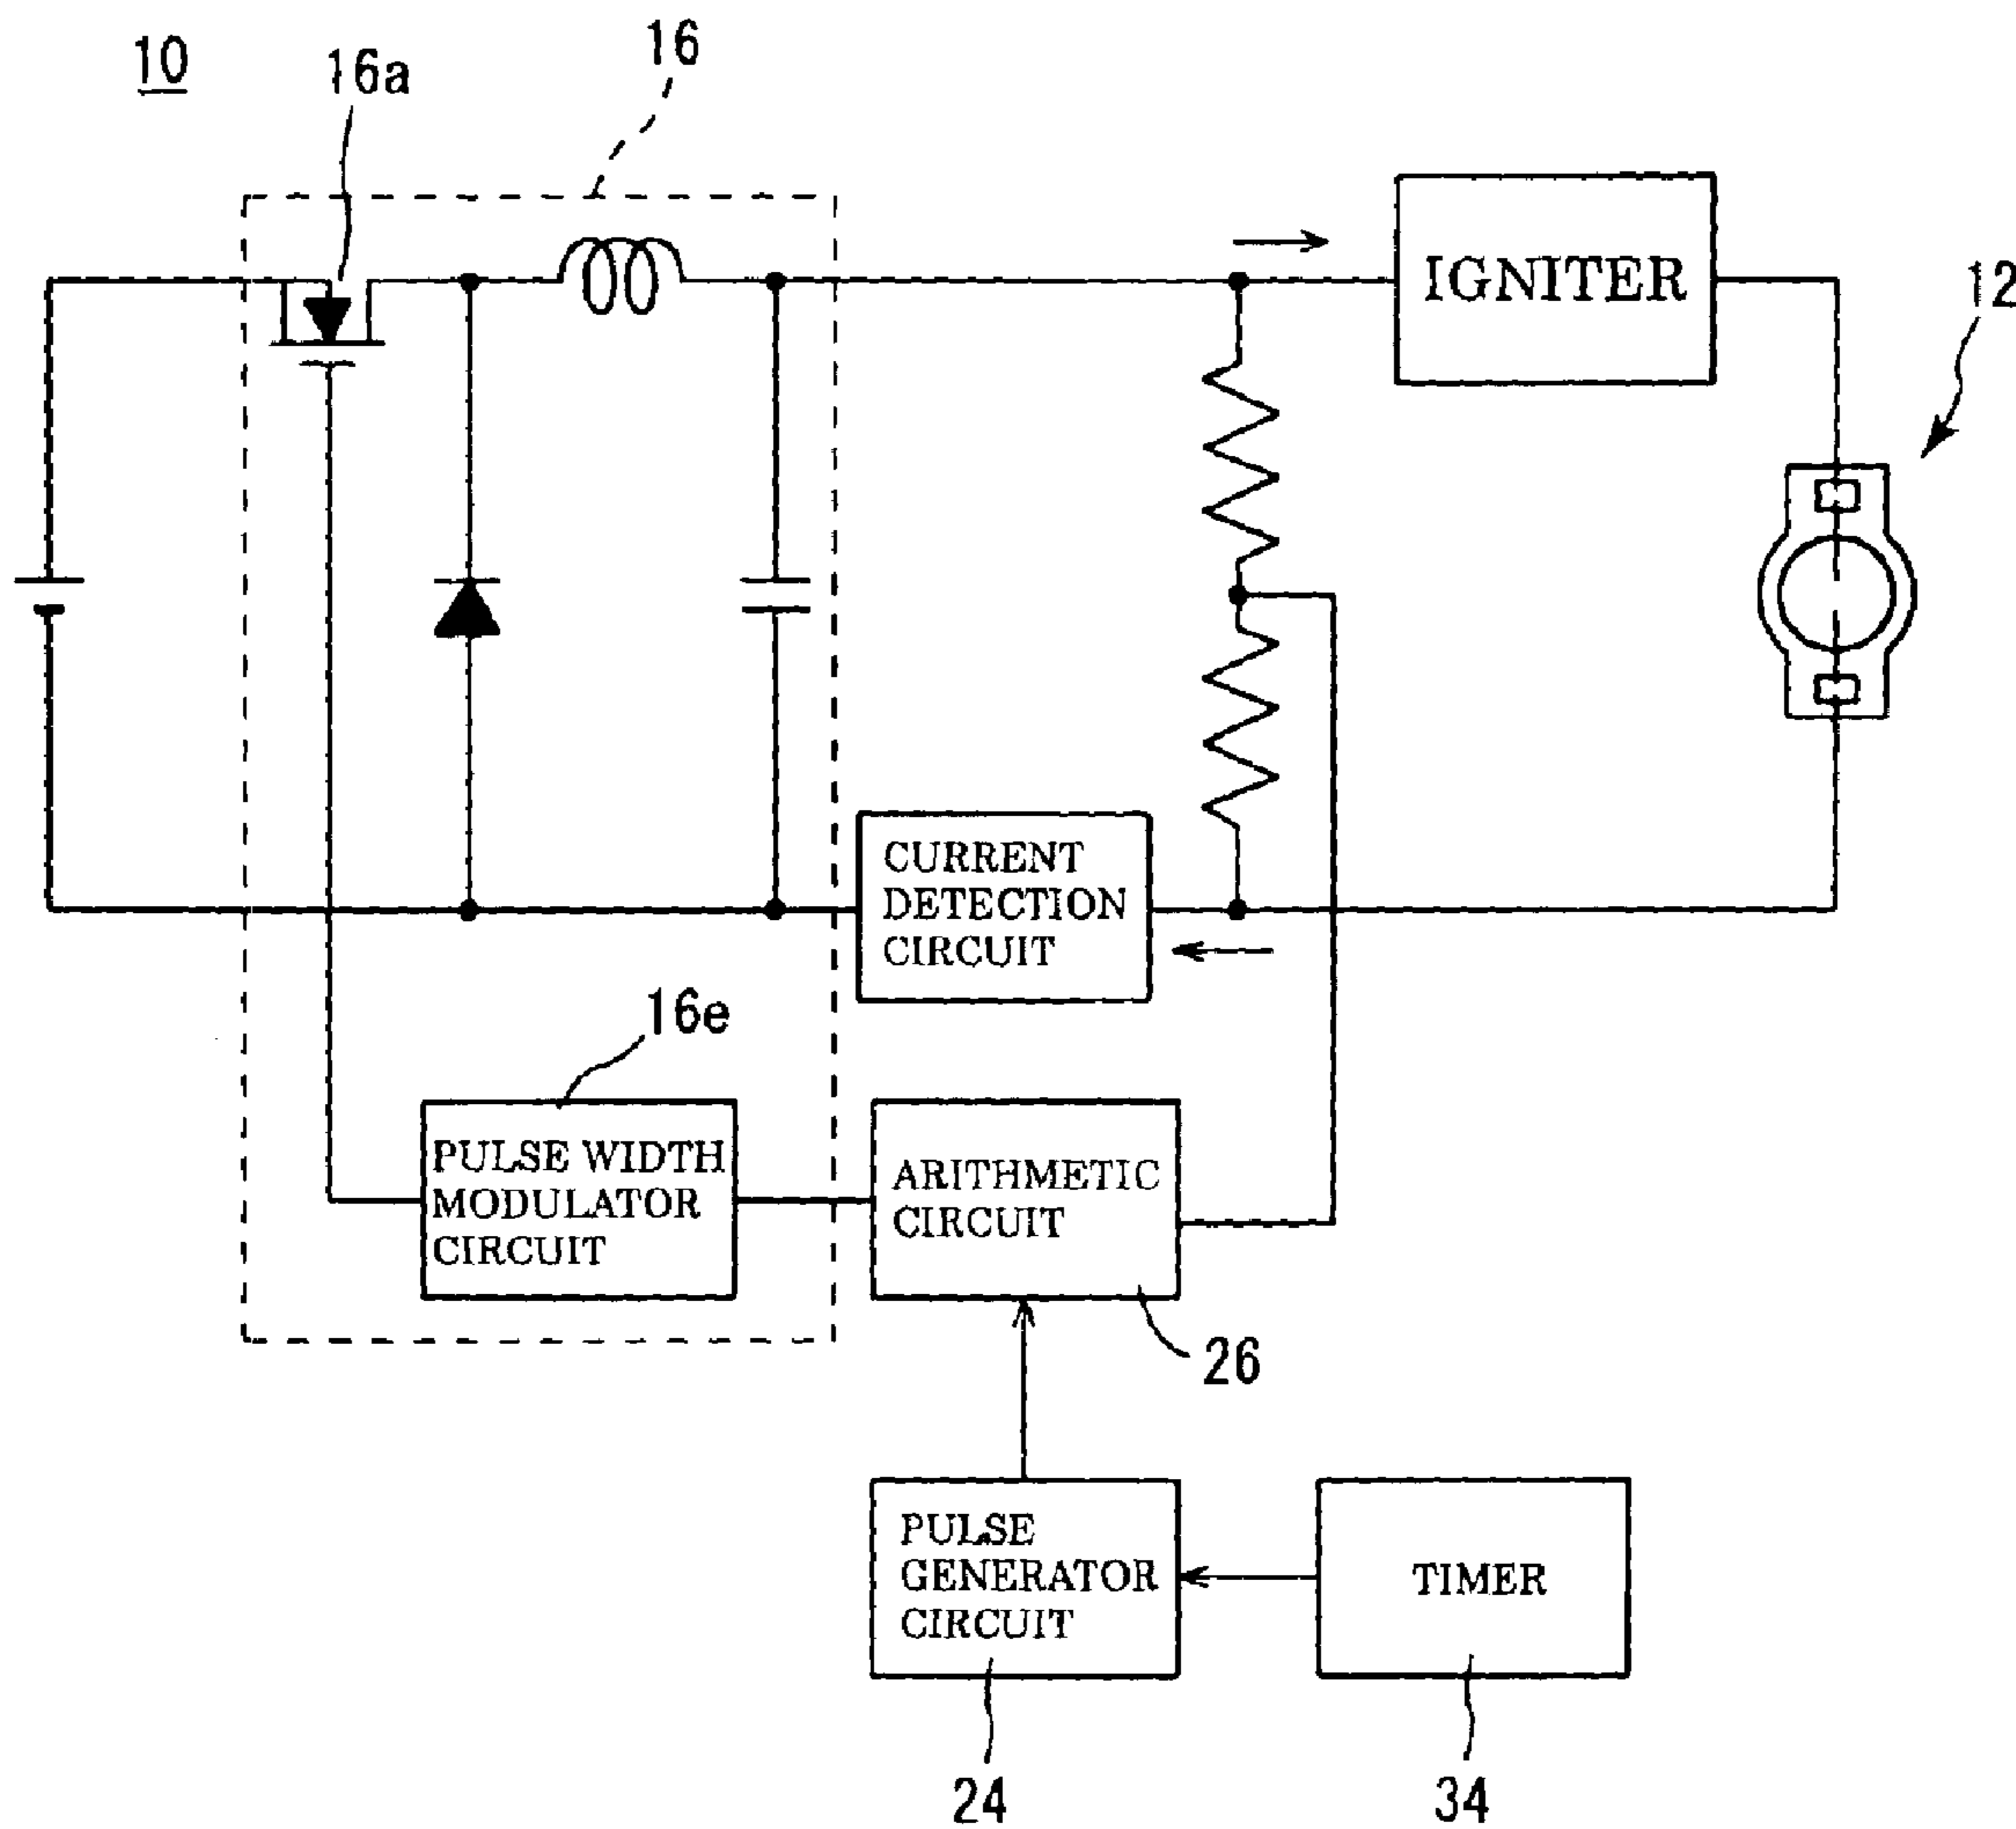 10
16a
16
IGNITER
12
CURRENT
DETECTION
CIRCUIT
16e
PULSE WIDTH
MODULATOR
CIRCUIT
ARITHMETIC
CIRCUIT
26
PULSE
GENERATOR
CIRCUIT
TIMER
24
34